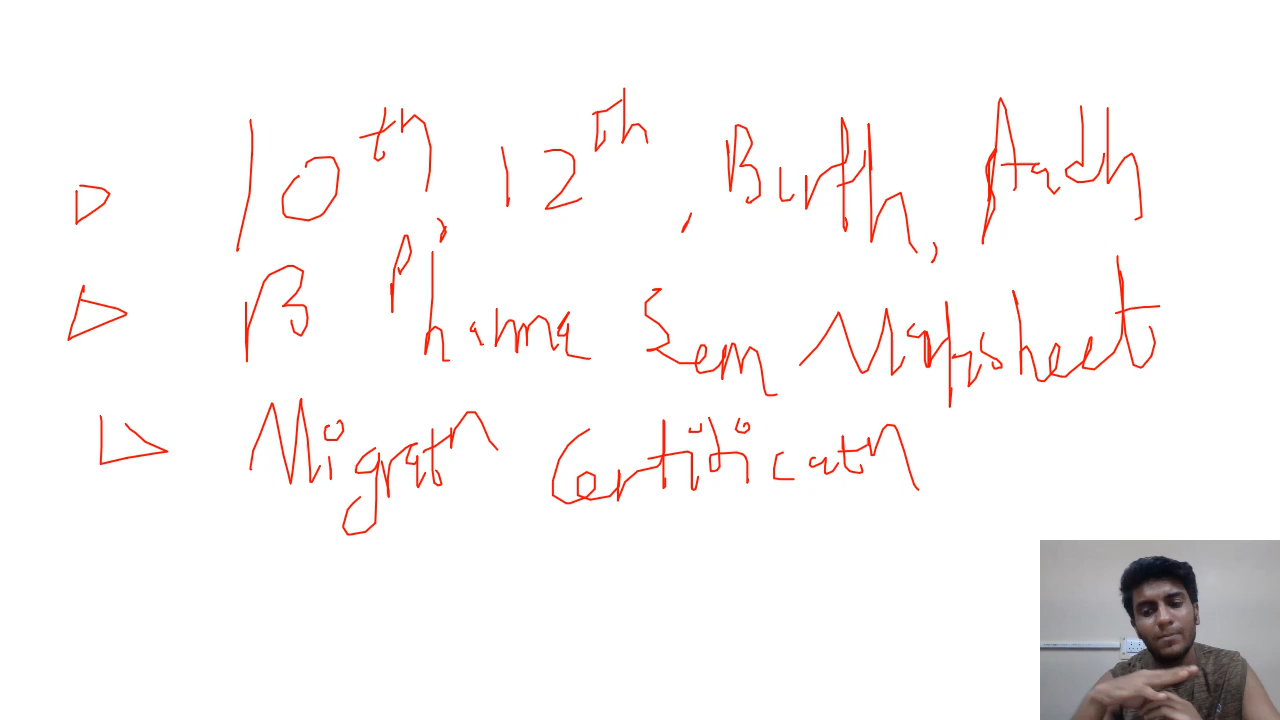 10th, 12th, Birth, Aadh
B Pharma Sem Marksheet
Migratn Certificatn